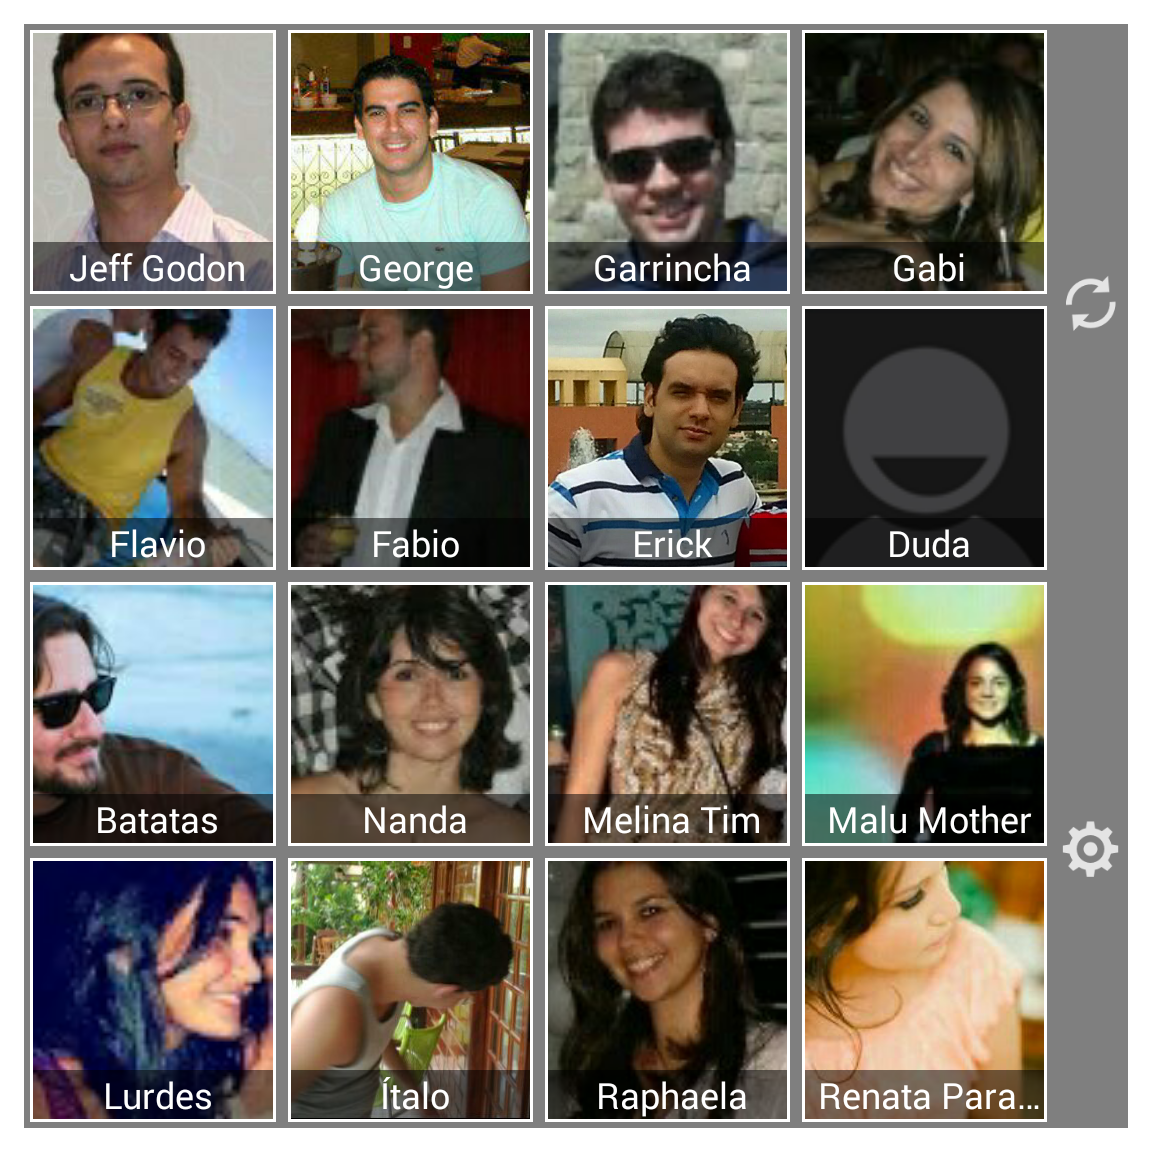 Jeff Godon
George
Garrincha
Gabi
Flavio
Fabio
Erick
Duda
Batatas
Nanda
Melina Tim
Malu Mother
Lurdes
Ítalo
Raphaela
Renata Para...